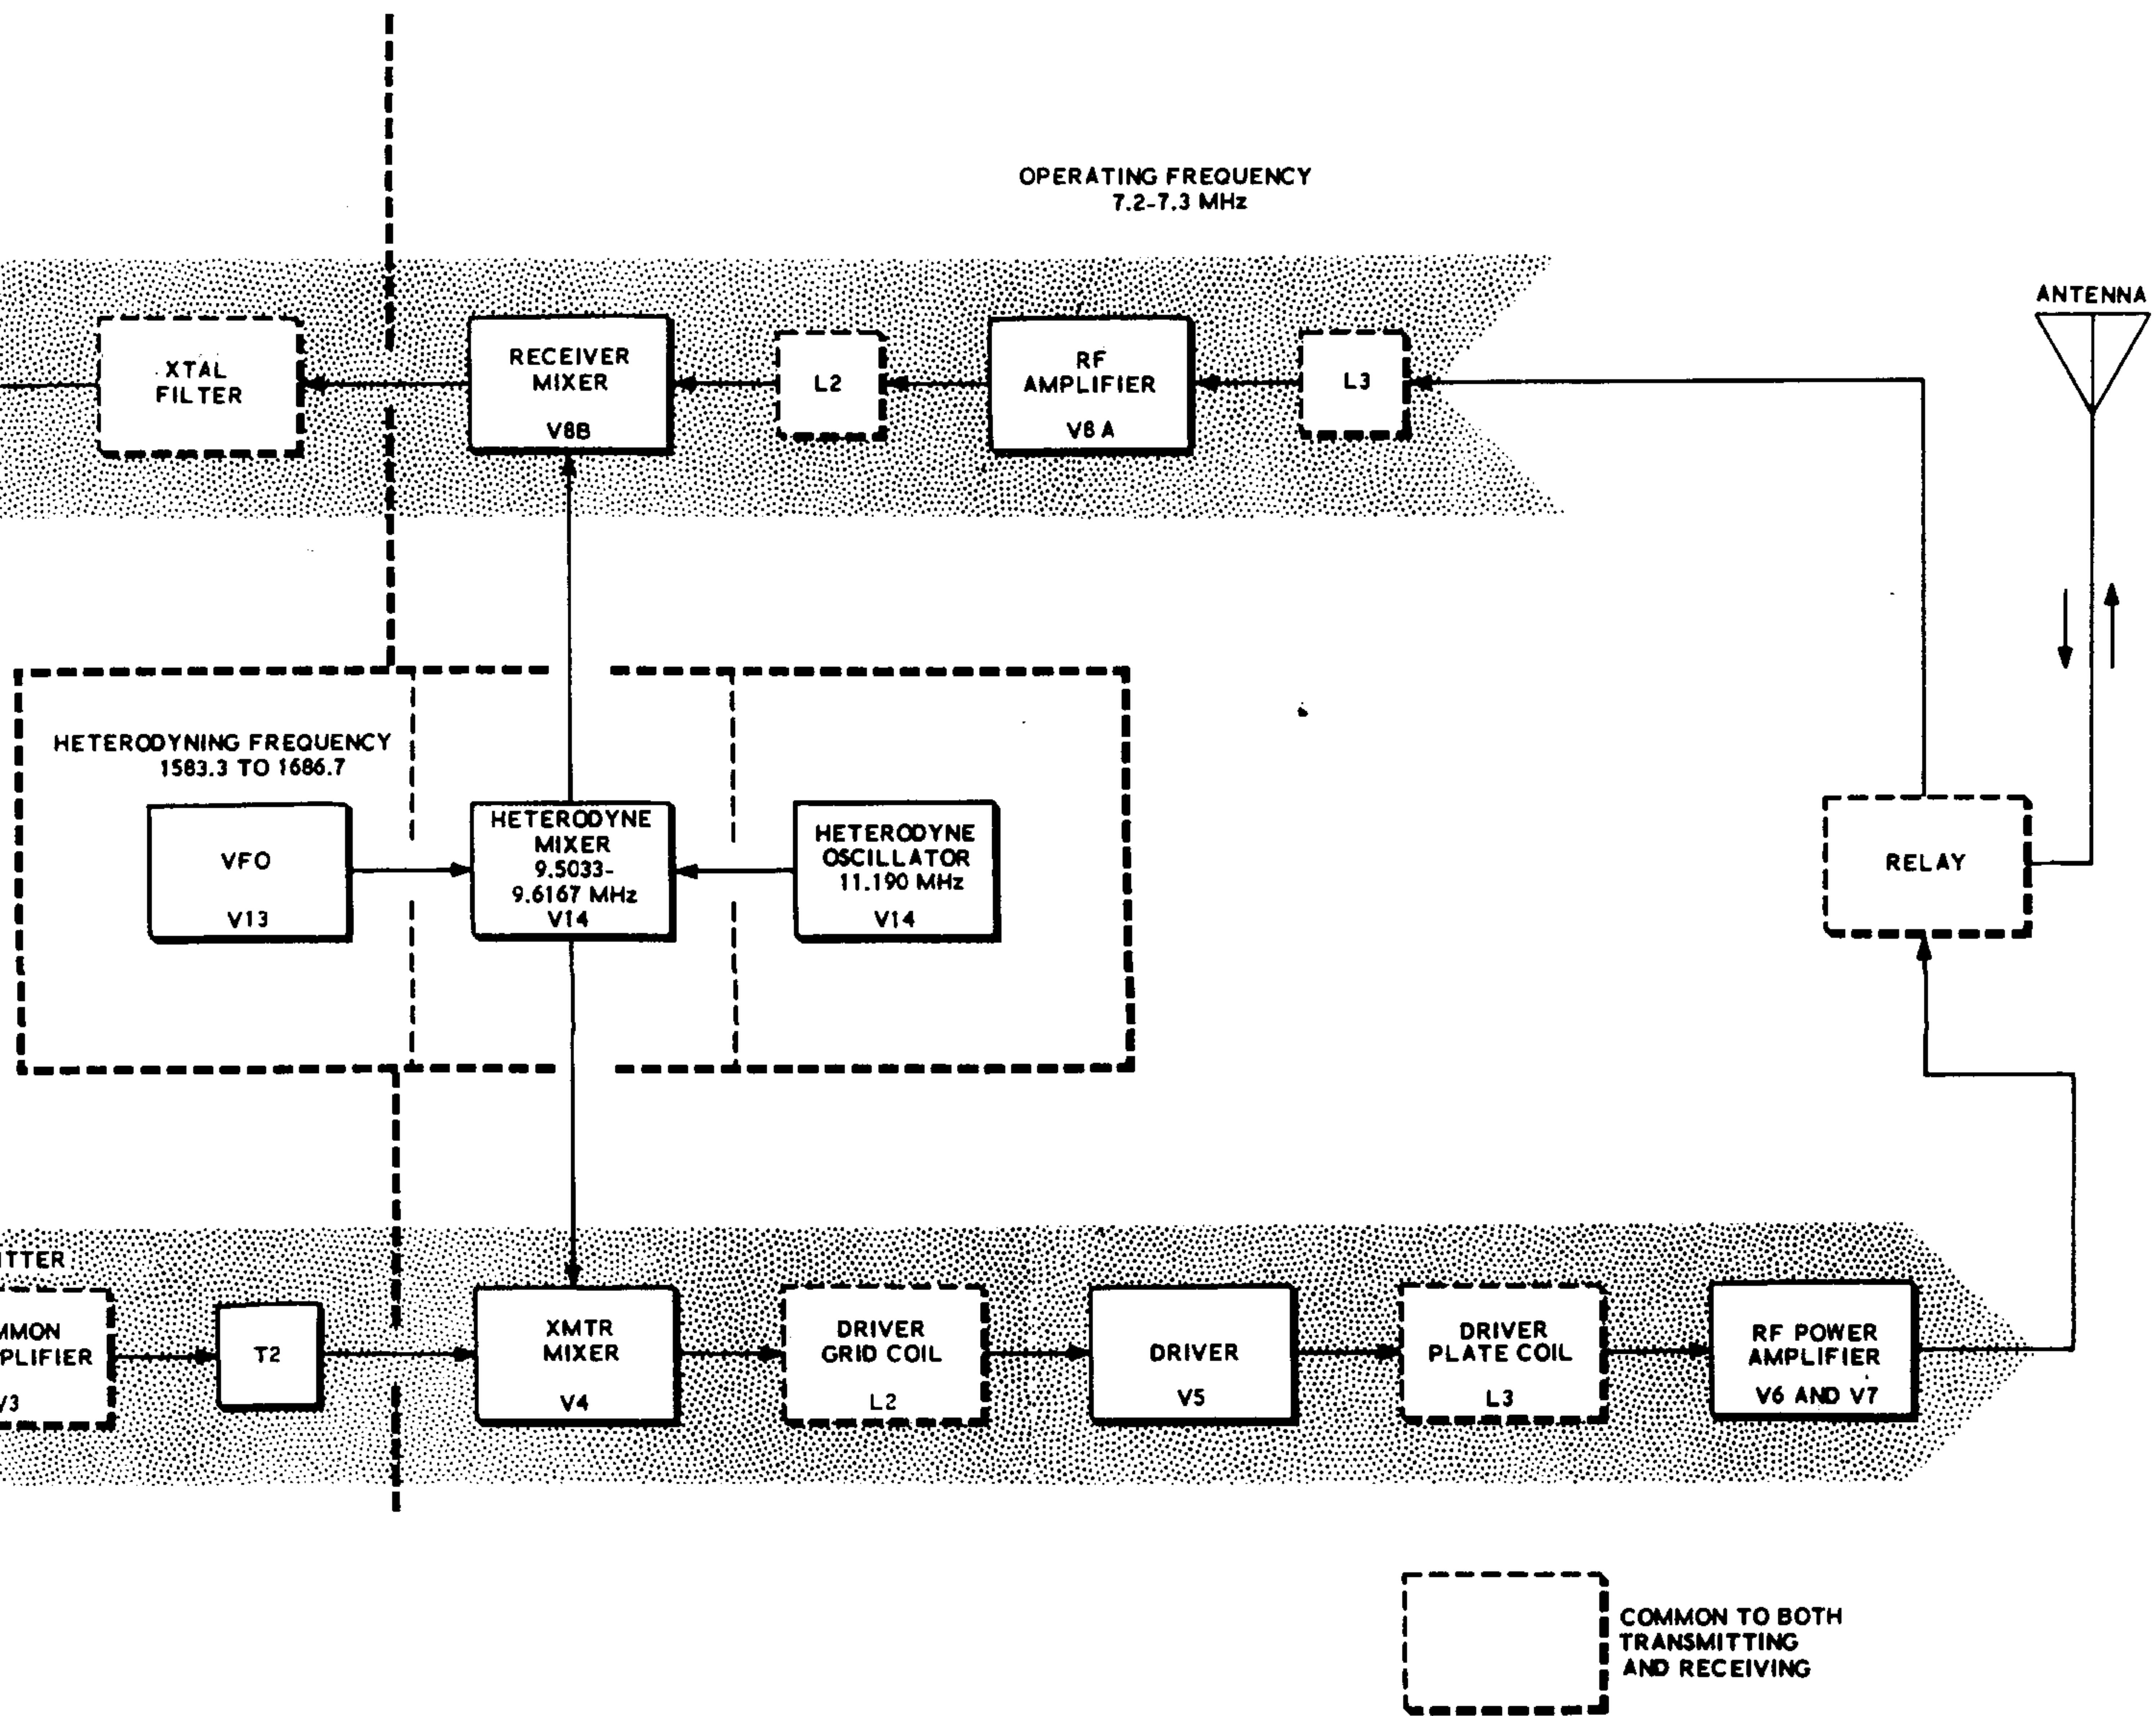 OPERATING FREQUENCY
7.2-7.3 MHz
ANTENNA
XTAL
FILTER
RECEIVER
MIXER
V8B
L2
RF
AMPLIFIER
V8A
L3
HETERODYNING FREQUENCY
1583.3 TO 1686.7
VFO
V13
HETERODYNE
MIXER
9.5033-
9.6167 MHz
V14
HETERODYNE
OSCILLATOR
11.190 MHz
V14
RELAY
ITTER
MMON
PLIFIER
V3
T2
XMTR
MIXER
V4
DRIVER
GRID COIL
L2
DRIVER
V5
DRIVER
PLATE COIL
L3
RF POWER
AMPLIFIER
V6 AND V7
COMMON TO BOTH
TRANSMITTING
AND RECEIVING